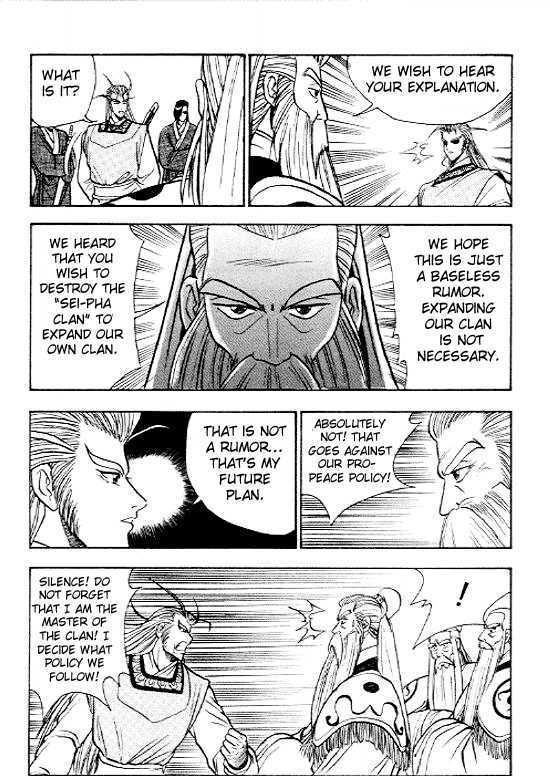 WHAT
IS IT?
WE WISH TO HEAR
YOUR EXPLANATION.
WE HEARD
THAT YOU
WISH TO
DESTROY THE
"SEI-PHA
CLAN" TO
EXPAND OUR
OWN CLAN.
WE HOPE
THIS IS JUST
A BASELESS
RUMOR.
EXPANDING
OUR CLAN
IS NOT
NECESSARY.
THAT IS NOT
A RUMOR...
THAT'S MY
FUTURE
PLAN.
ABSOLUTELY
NOT! THAT
GOES AGAINST
OUR PRO-
PEACE POLICY!
SILENCE! DO
NOT FORGET
THAT I AM THE
MASTER OF
THE CLAN! I
DECIDE WHAT
POLICY WE
FOLLOW!
!